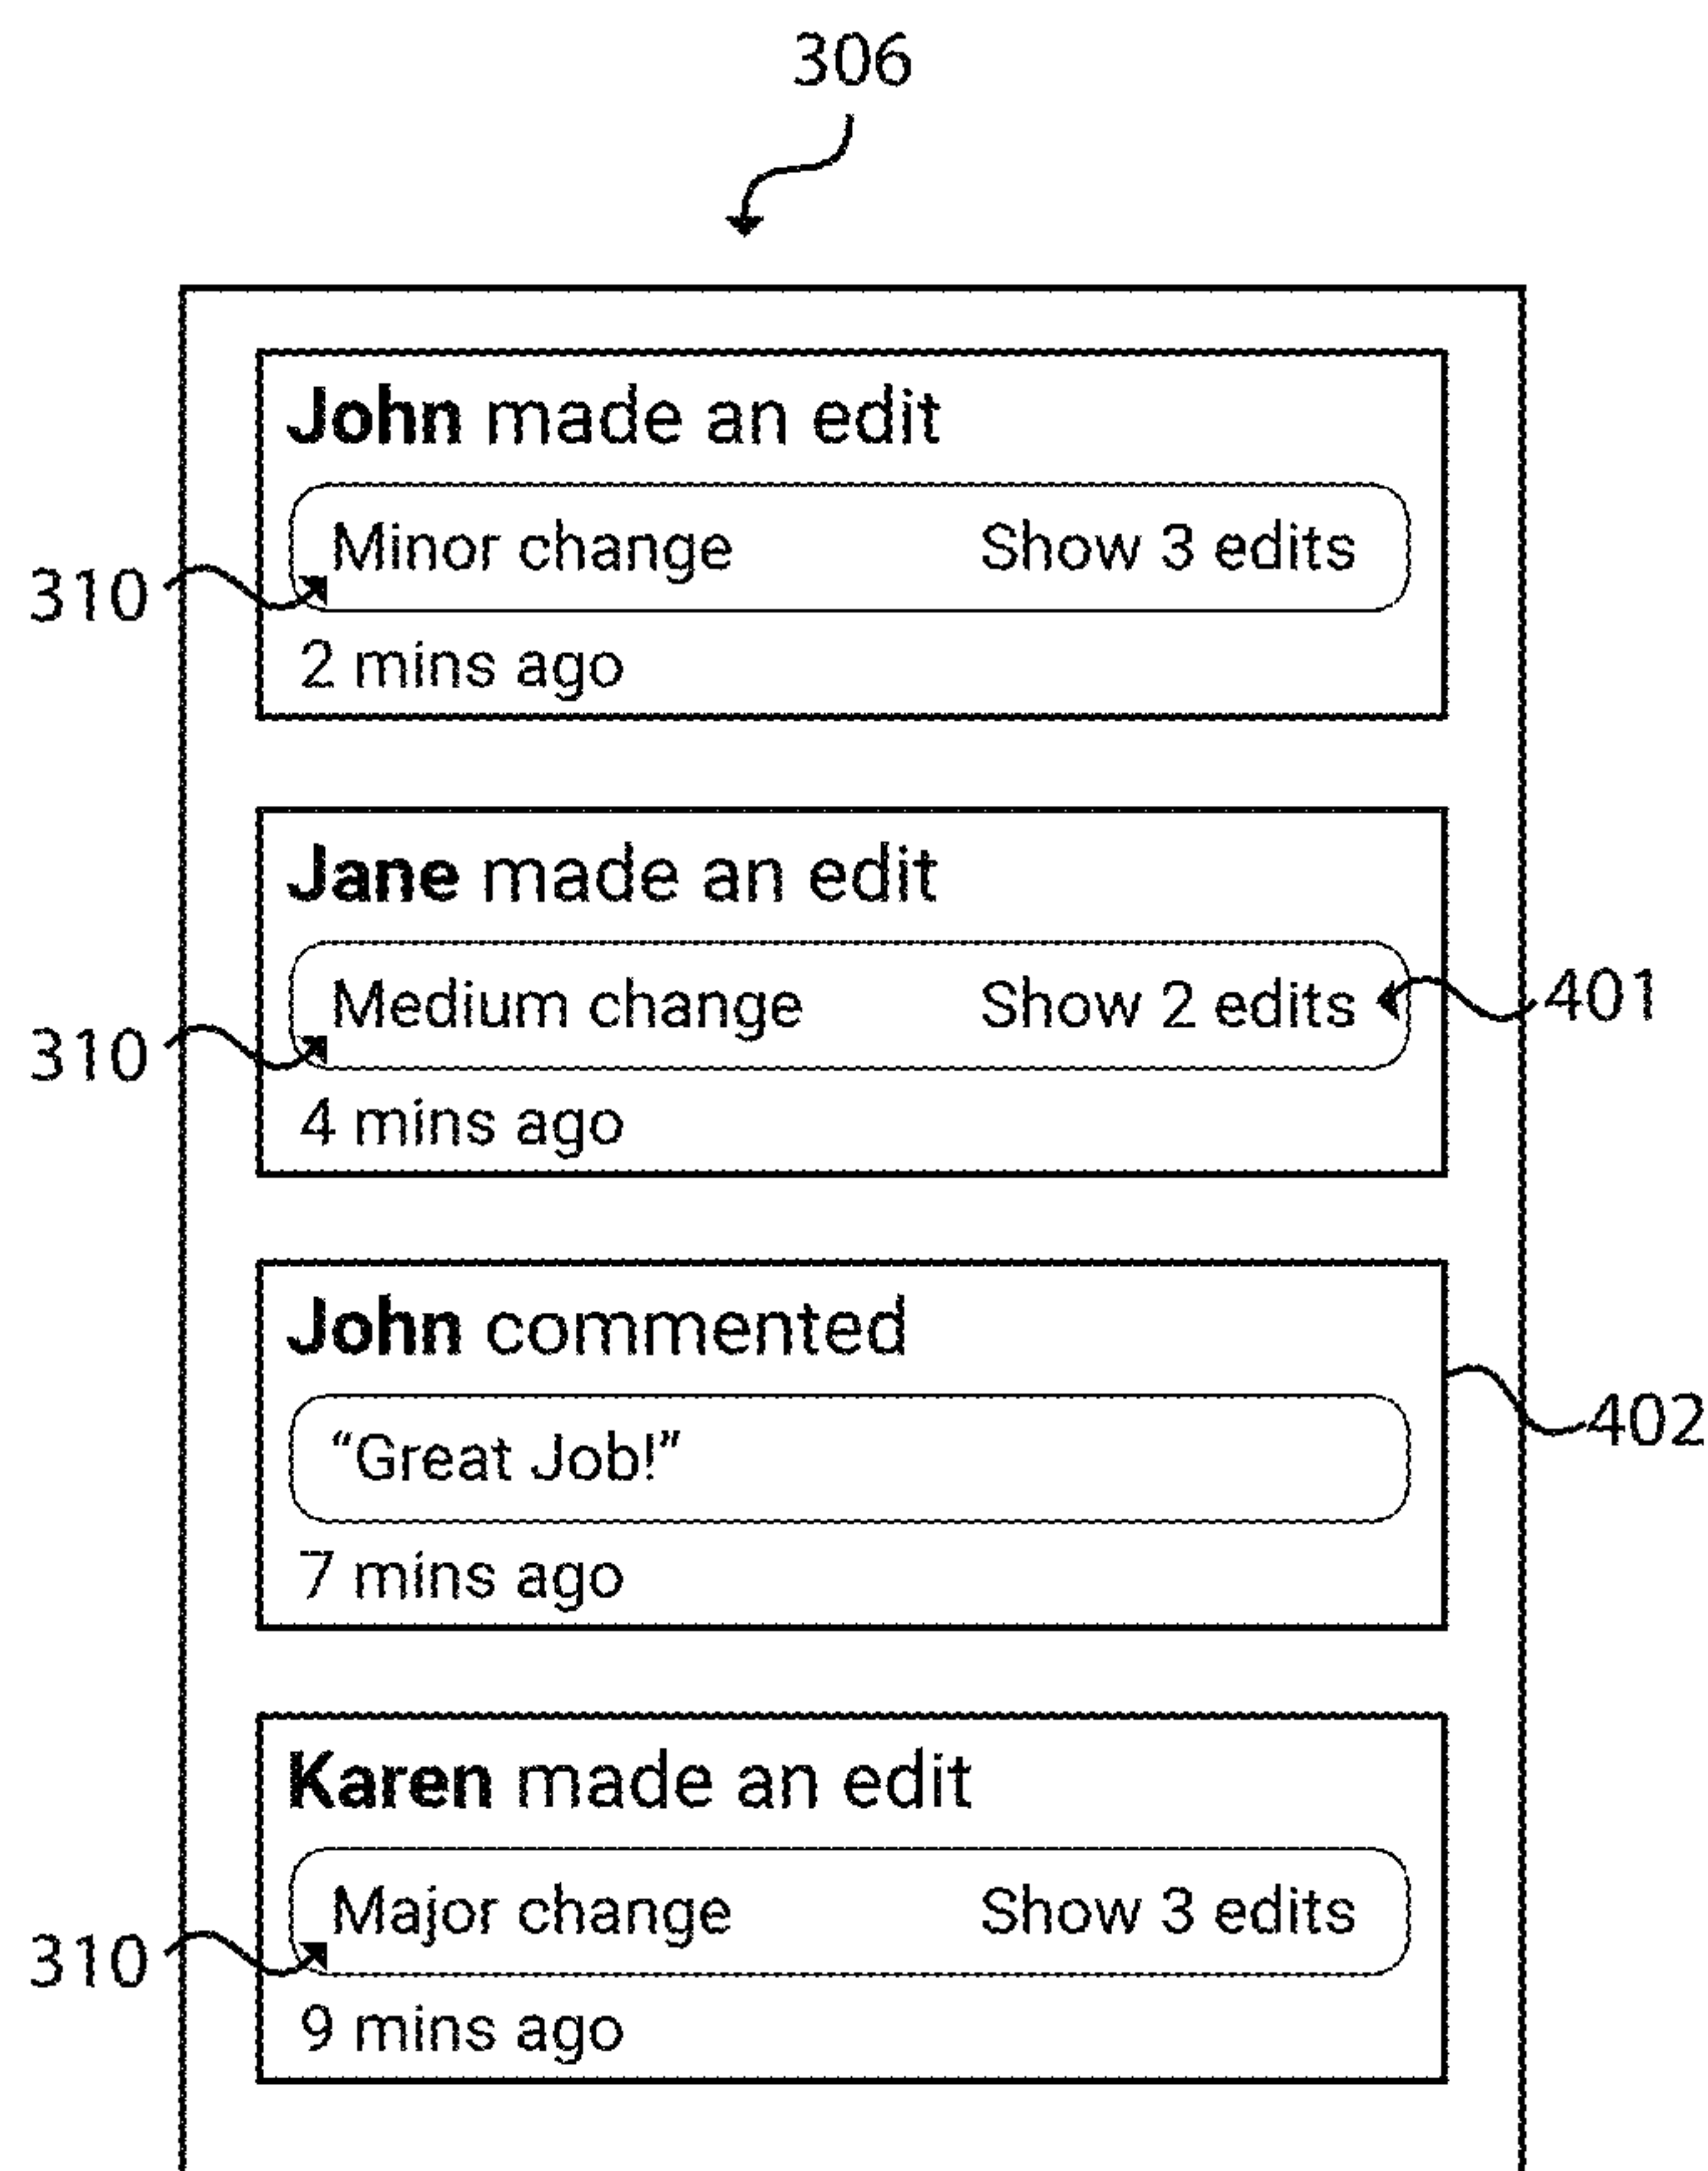 306
John made an edit
Minor change Show 3 edits
310
2 mins ago
Jane made an edit
Medium change Show 2 edits
401
310
4 mins ago
John commented
402
“Great Job!”
7 mins ago
Karen made an edit
Major change Show 3 edits
310
9 mins ago